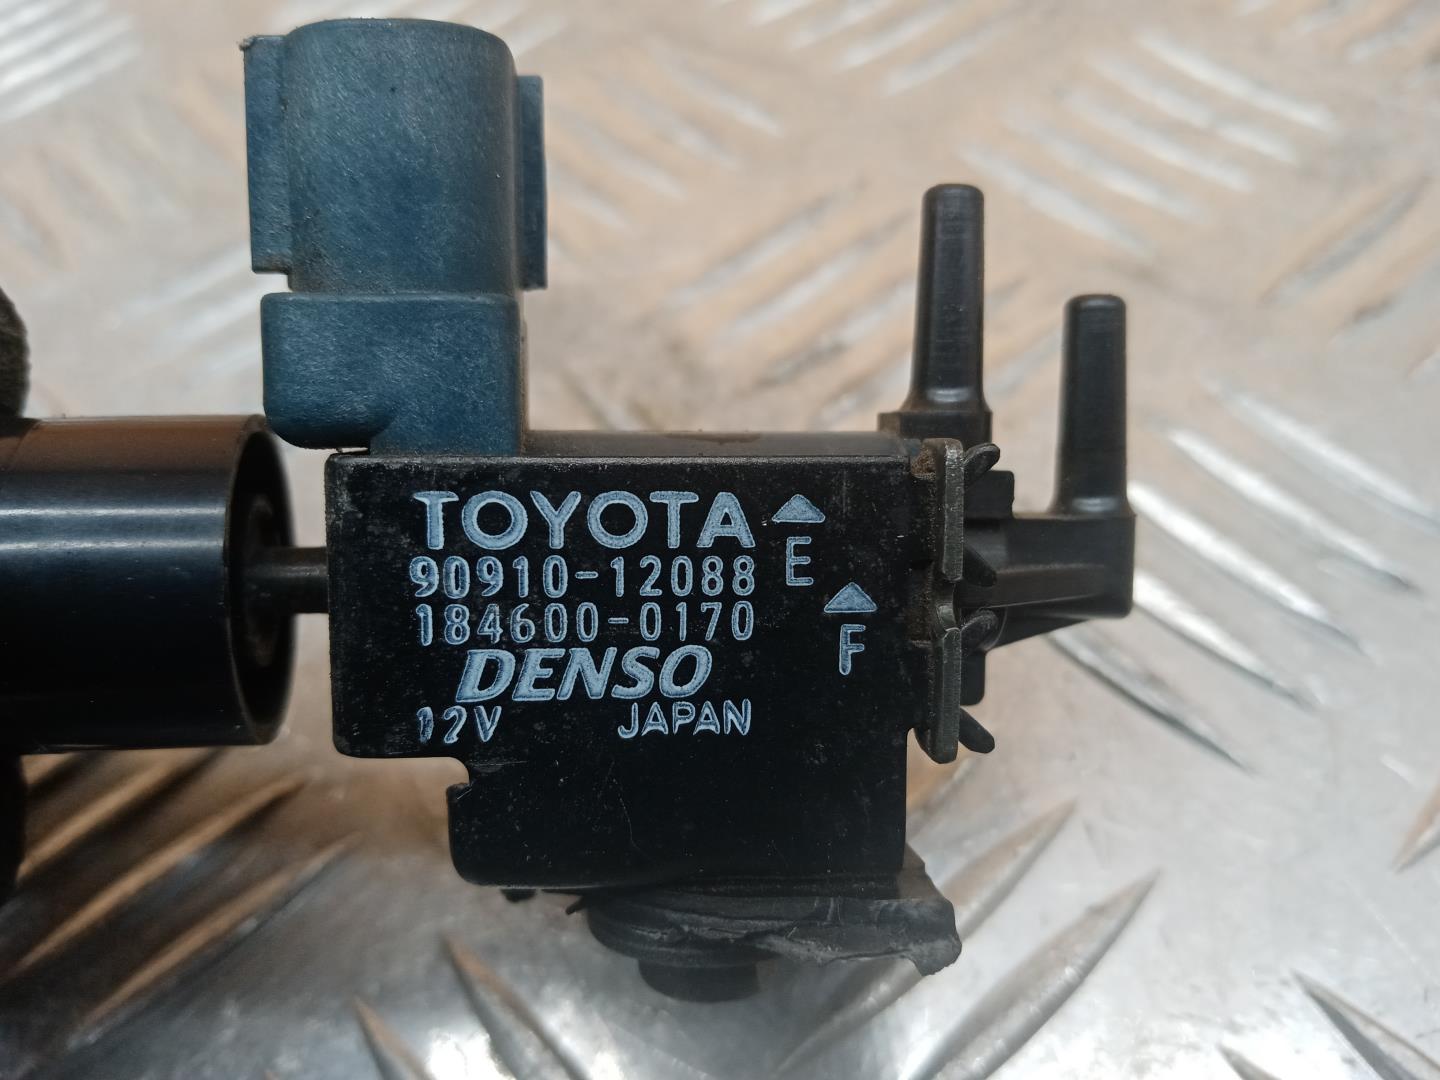 TOYOTA
90910-12088
184600-0170
DENSO
12V JAPAN
E
F